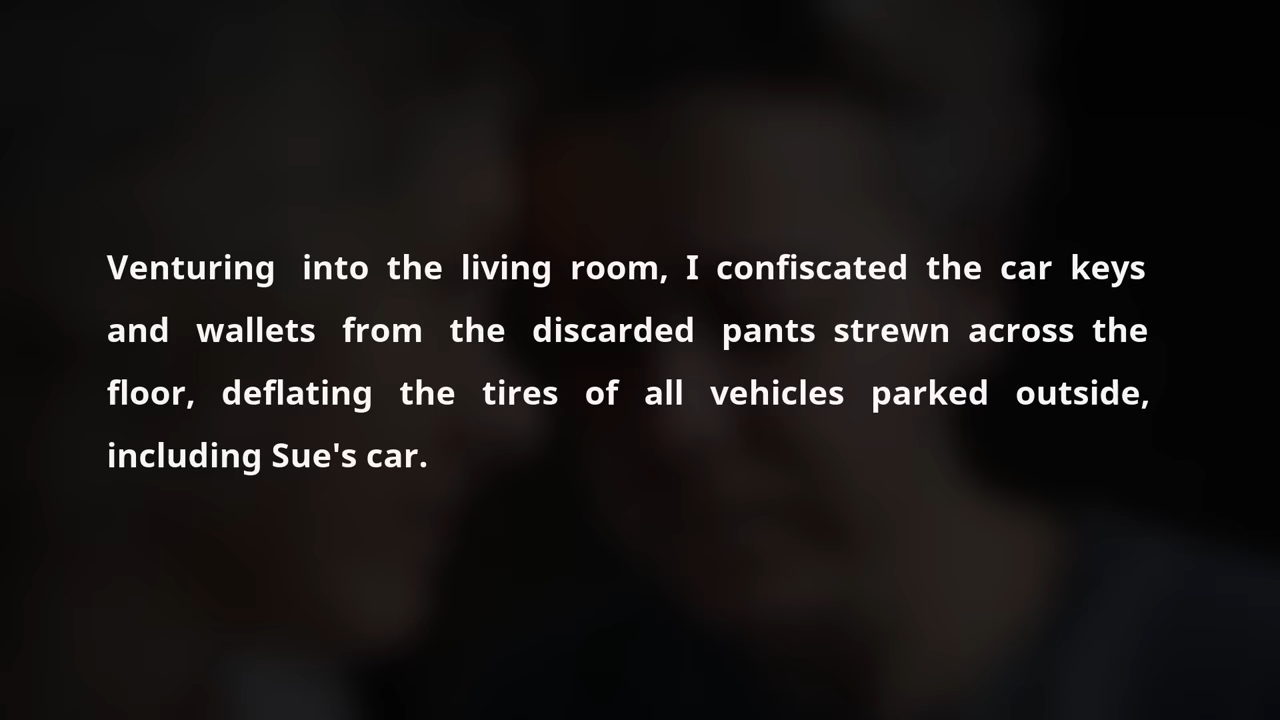 Venturing into the living room, I confiscated the car keys
and wallets from the discarded pants strewn across the
floor, deflating the tires of all vehicles parked outside,
including Sue's car.